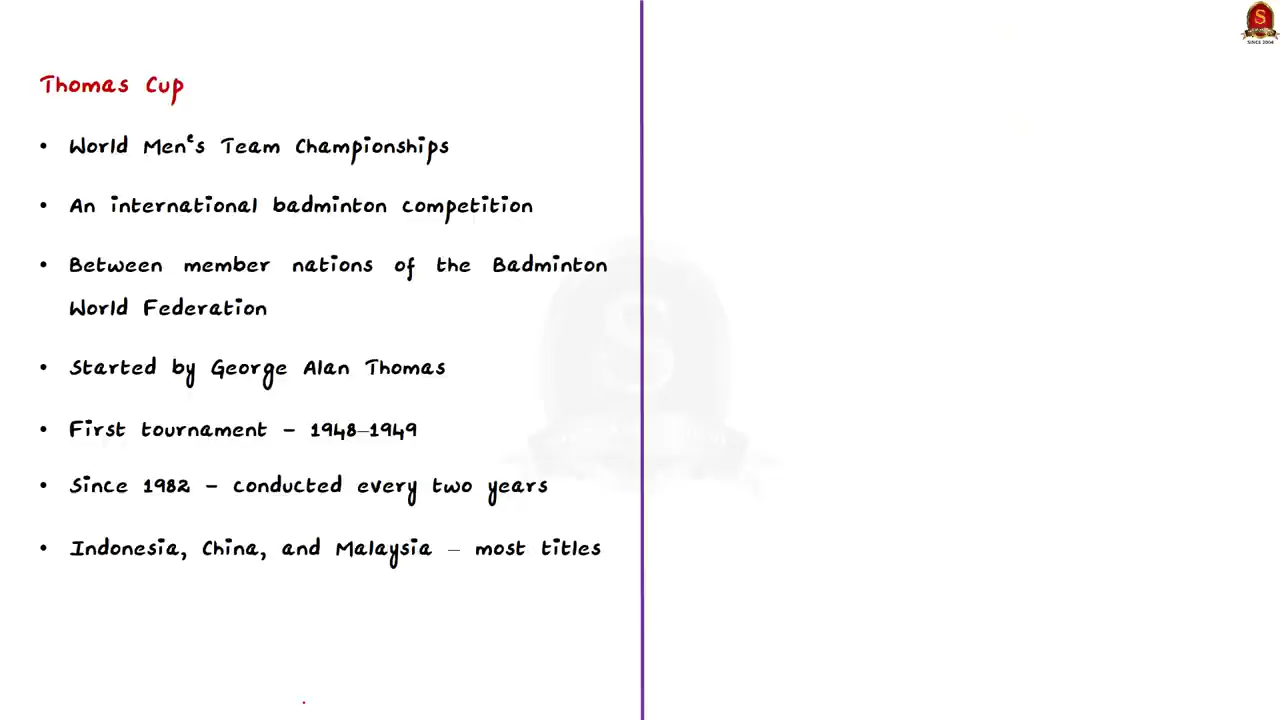 Thomas Cup
• World Men's Team Championships
• An international badminton competition
• Between member nations of the Badminton
World Federation
• Started by George Alan Thomas
• First tournament – 1948–1949
• Since 1982 – conducted every two years
• Indonesia, China, and Malaysia – most titles
S
SINCE 2004